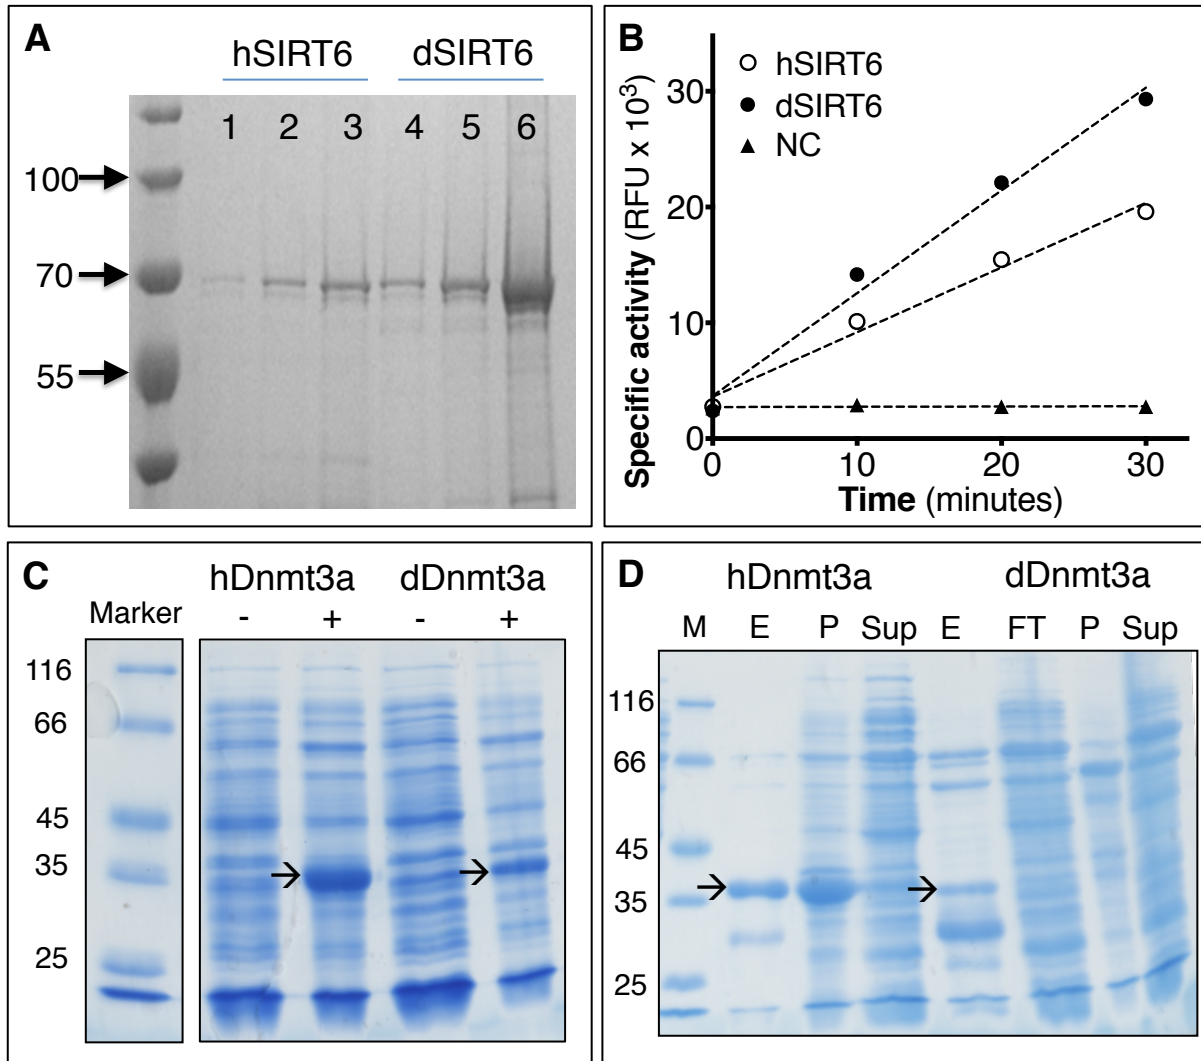 A
hSIRT6 dSIRT6
1 2 3 4 5 6
100
70
55
B
hSIRT6
dSIRT6
NC
Specific activity (RFU x 10³)
30
20
10
0
0 10 20 30
Time (minutes)
C
hDnmt3a dDnmt3a
Marker - + - +
116
66
45
35
25
D
hDnmt3a dDnmt3a
M E P Sup E FT P Sup
116
66
45
35
25